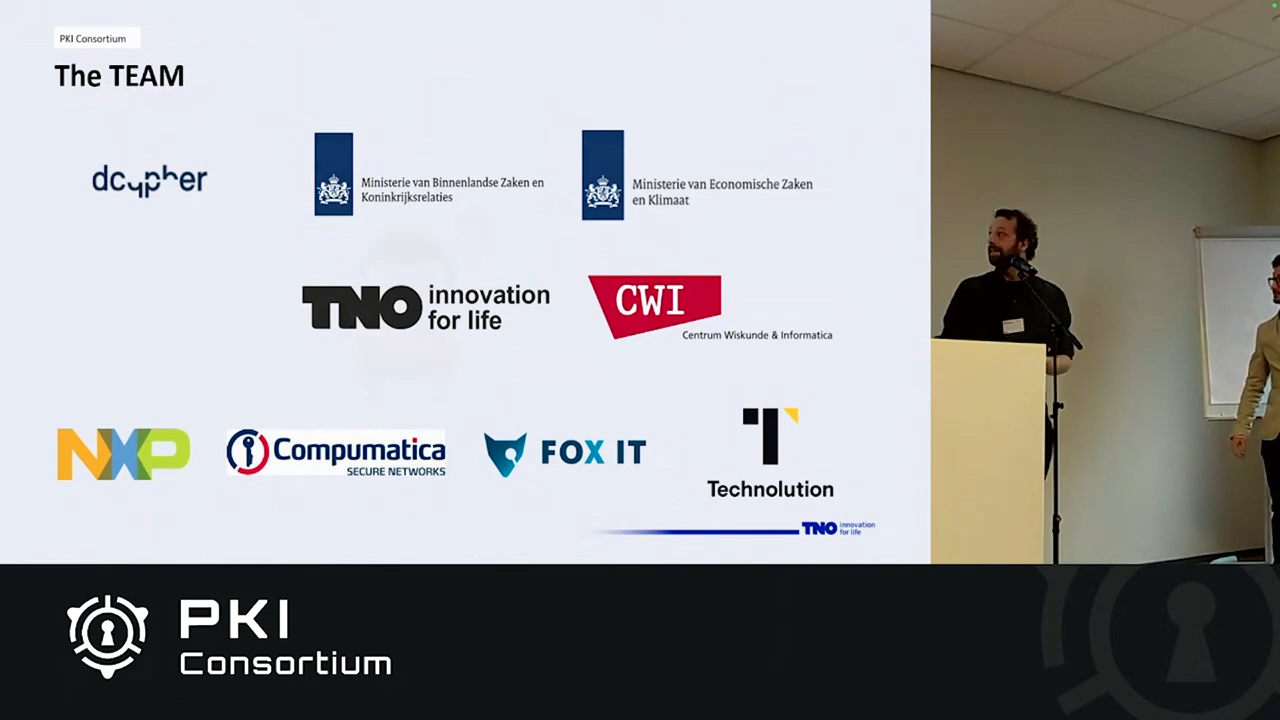 PKI Consortium
The TEAM
dcypher
Ministerie van Binnenlandse Zaken en
Koninkrijksrelaties
Ministerie van Economische Zaken
en Klimaat
TNO innovation
for life
CWI
Centrum Wiskunde & Informatica
NXP
Compumatica
SECURE NETWORKS
FOX IT
T
Technolution
TNO innovation
for life
PKI
Consortium